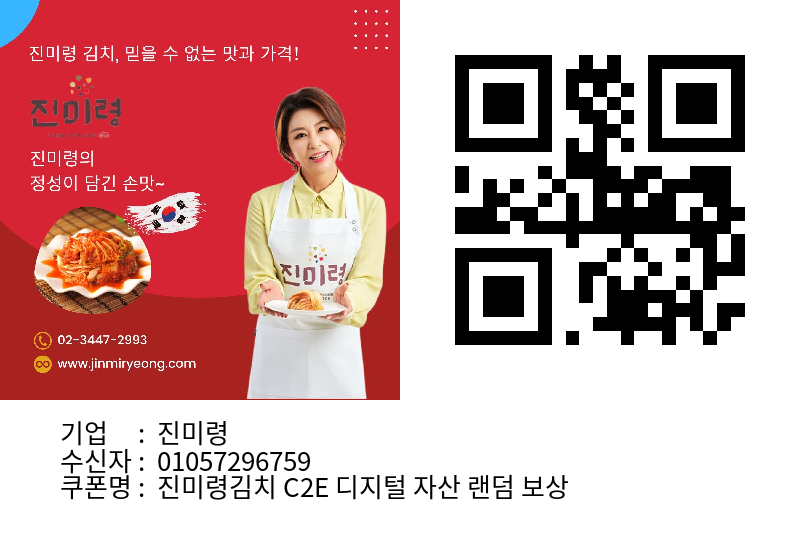 진미령 김치, 믿을 수 없는 맛과 가격!
진미령
진미령의
정성이 담긴 손맛~
진미령
02-3447-2993
www.jinmiryeong.com
기업 : 진미령
수신자 : 01057296759
쿠폰명 : 진미령김치 C2E 디지털 자산 랜덤 보상